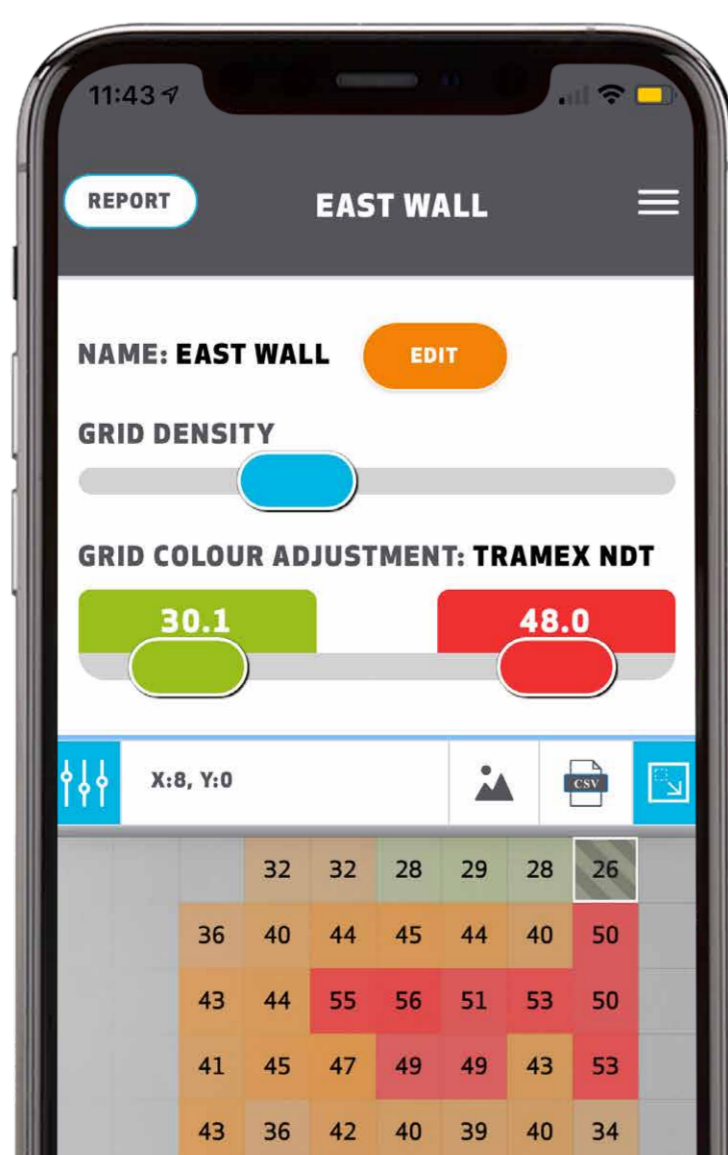 11:43
REPORT EAST WALL
NAME: EAST WALL EDIT
GRID DENSITY
GRID COLOUR ADJUSTMENT: TRAMEX NDT
30.1 48.0
X:8, Y:0 CSV
32 32 28 29 28 26
36 40 44 45 44 40 50
43 44 55 56 51 53 50
41 45 47 49 49 43 53
43 36 42 40 39 40 34